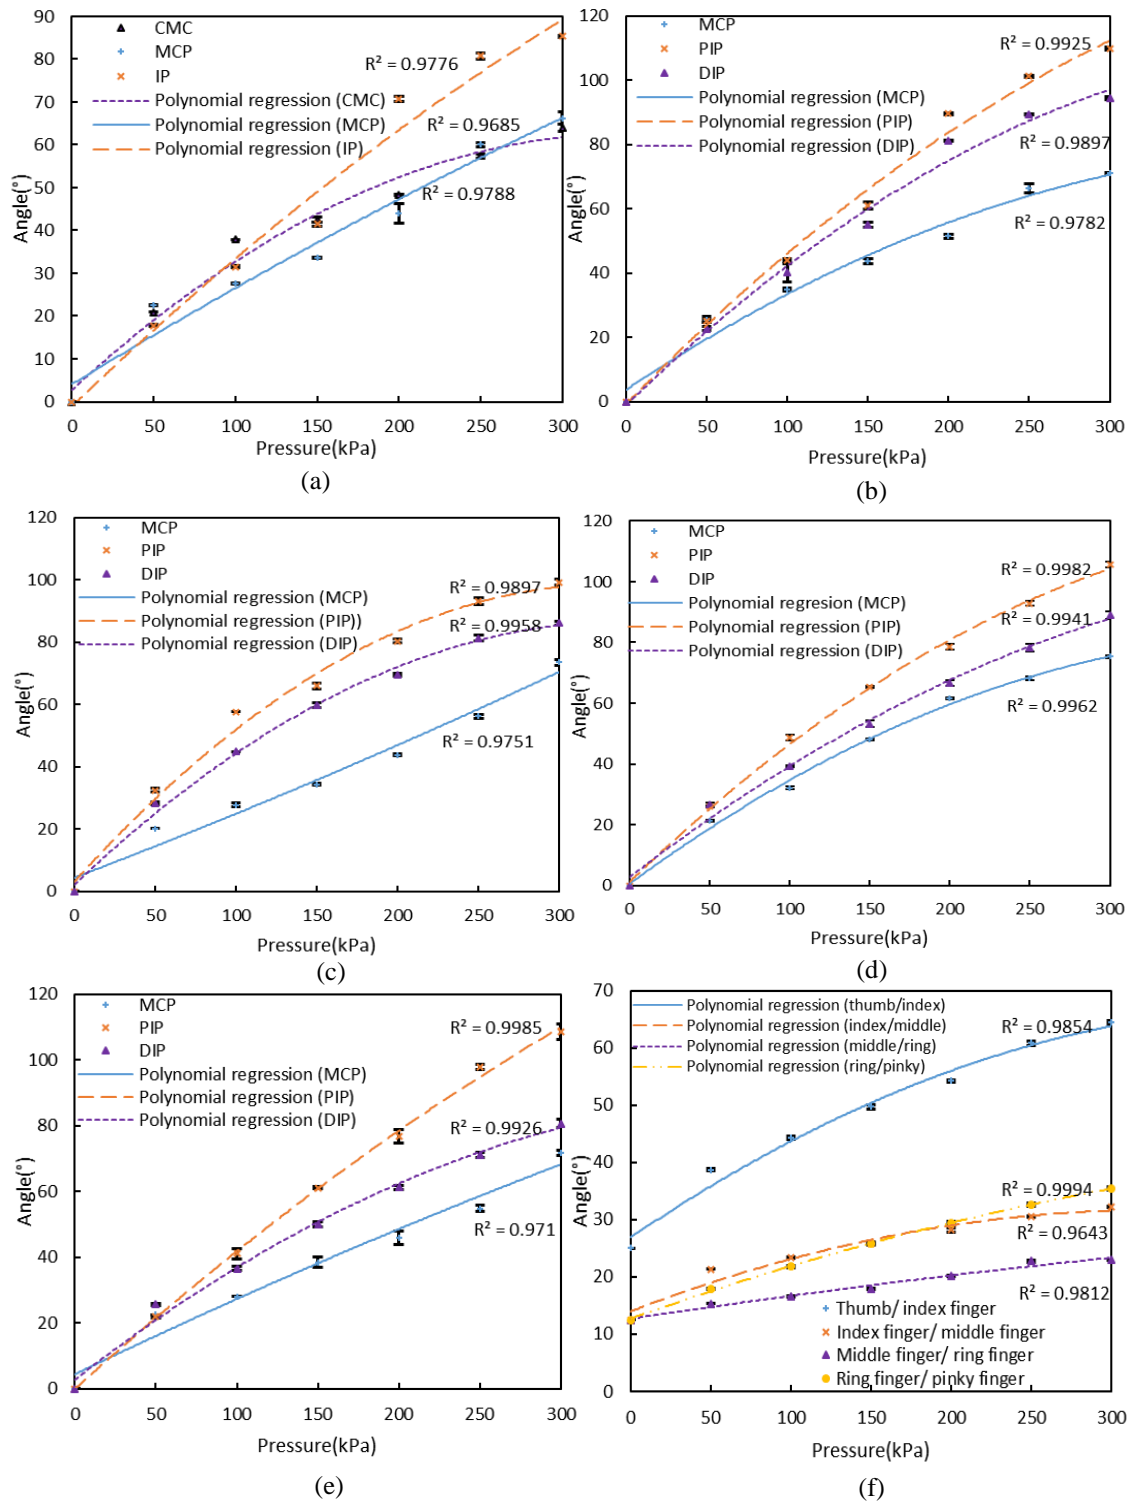 90
80
70
60
50
40
30
20
10
0
Angle(°)
CMC
MCP
IP
Polynomial regression (CMC)
Polynomial regression (MCP)
Polynomial regression (IP)
R² = 0.9776
R² = 0.9685
R² = 0.9788
0 50 100 150 200 250 300
Pressure(kPa)
(a)
120
100
80
60
40
20
0
Angle(°)
MCP
PIP
DIP
Polynomial regression (MCP)
Polynomial regression (PIP)
Polynomial regression (DIP)
R² = 0.9925
R² = 0.9897
R² = 0.9782
0 50 100 150 200 250 300
Pressure(kPa)
(b)
120
100
80
60
40
20
0
Angle(°)
MCP
PIP
DIP
Polynomial regression (MCP)
Polynomial regression (PIP))
Polynomial regression (DIP)
R² = 0.9897
R² = 0.9958
R² = 0.9751
0 50 100 150 200 250 300
Pressure(kPa)
(c)
120
100
80
60
40
20
0
Angle(°)
MCP
PIP
DIP
Polynomial regresion (MCP)
Polynomial regression (PIP)
Polynomial regression (DIP)
R² = 0.9982
R² = 0.9941
R² = 0.9962
0 50 100 150 200 250 300
Pressure(kPa)
(d)
120
100
80
60
40
20
0
Angle(°)
MCP
PIP
DIP
Polynomial regression (MCP)
Polynomial regression (PIP)
Polynomial regression (DIP)
R² = 0.9985
R² = 0.9926
R² = 0.971
0 50 100 150 200 250 300
Pressure(kPa)
(e)
70
60
50
40
30
20
10
0
Angle(°)
Polynomial regression (thumb/index)
Polynomial regression (index/middle)
Polynomial regression (middle/ring)
Polynomial regression (ring/pinky)
R² = 0.9854
R² = 0.9994
R² = 0.9643
R² = 0.9812
Thumb/ index finger
Index finger/ middle finger
Middle finger/ ring finger
Ring finger/ pinky finger
0 50 100 150 200 250 300
Pressure(kPa)
(f)